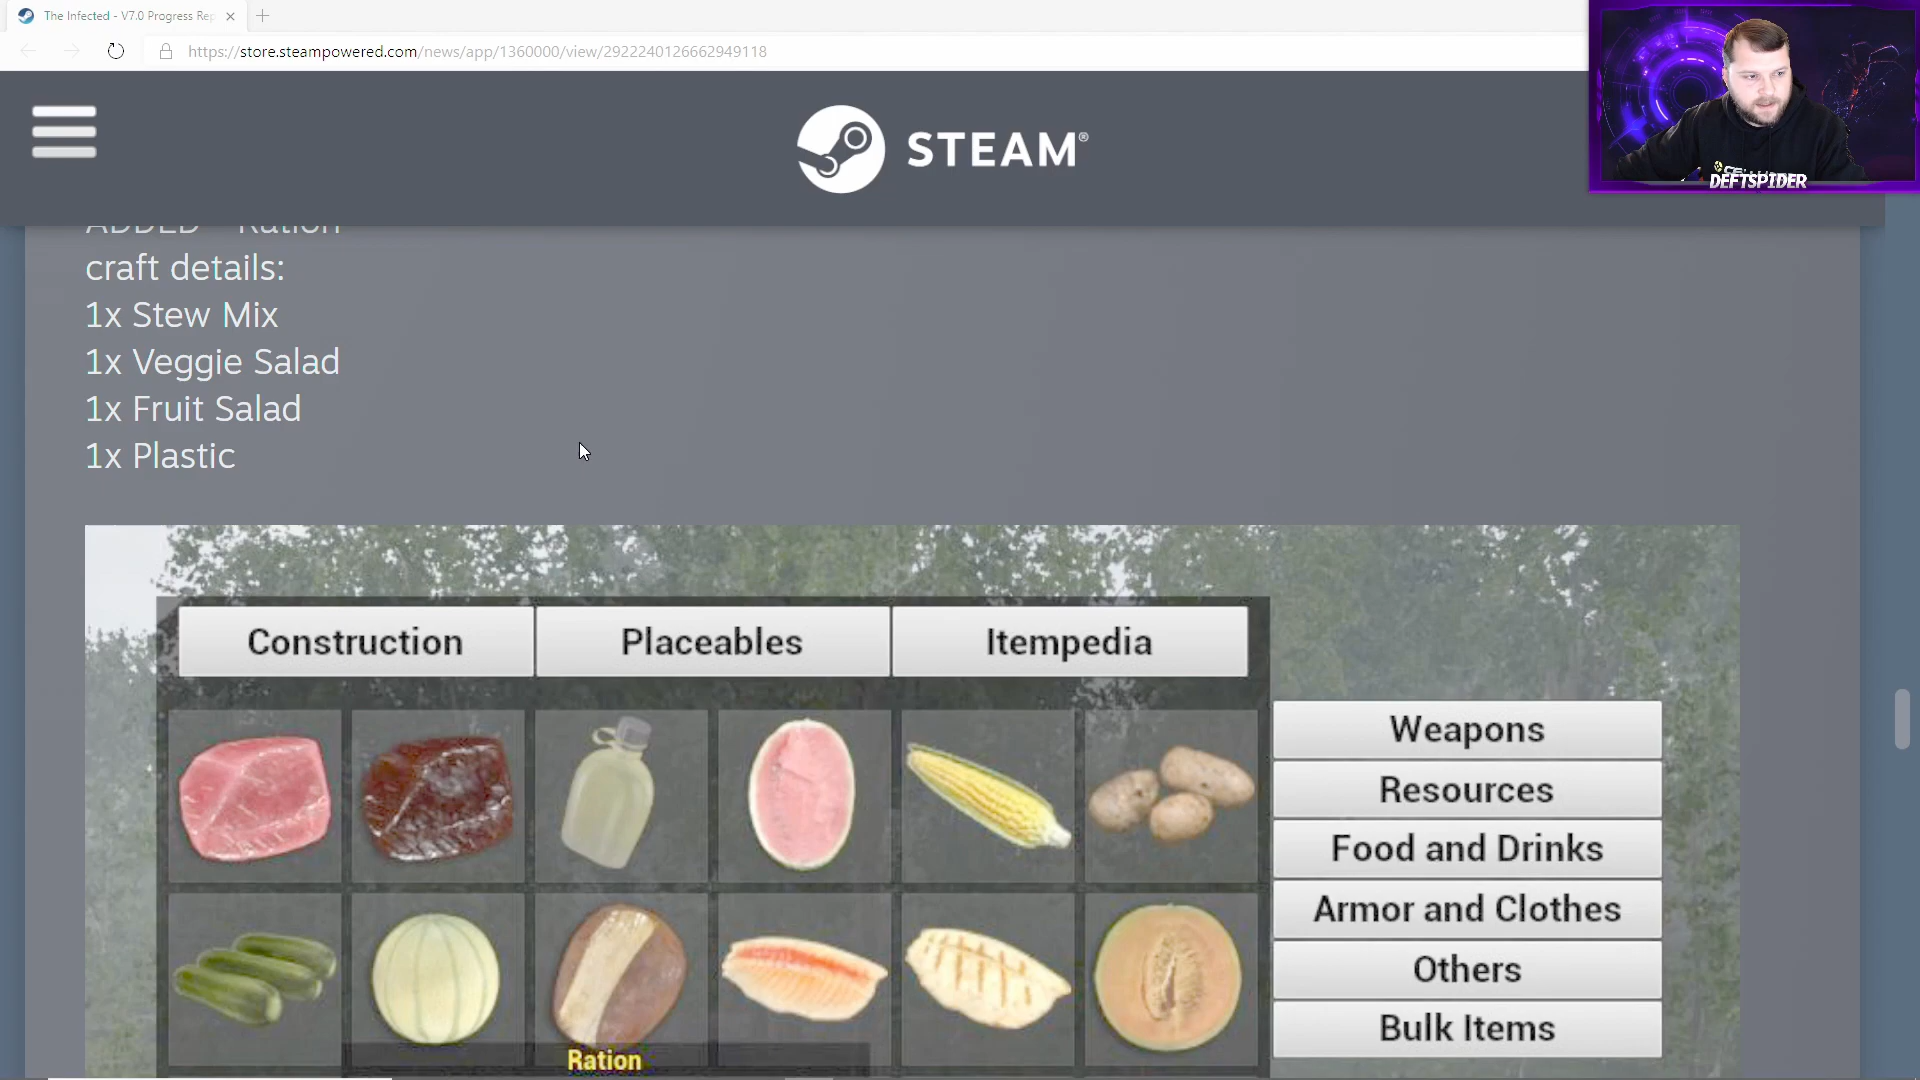 The Infected - V7.0 Progress Rep
https://store.steampowered.com/news/app/1360000/view/2922240126662949118
STEAM®
DEFTSPIDER
ADDED - Ration
craft details:
1x Stew Mix
1x Veggie Salad
1x Fruit Salad
1x Plastic
Construction
Placeables
Itempedia
Weapons
Resources
Food and Drinks
Armor and Clothes
Others
Bulk Items
Ration